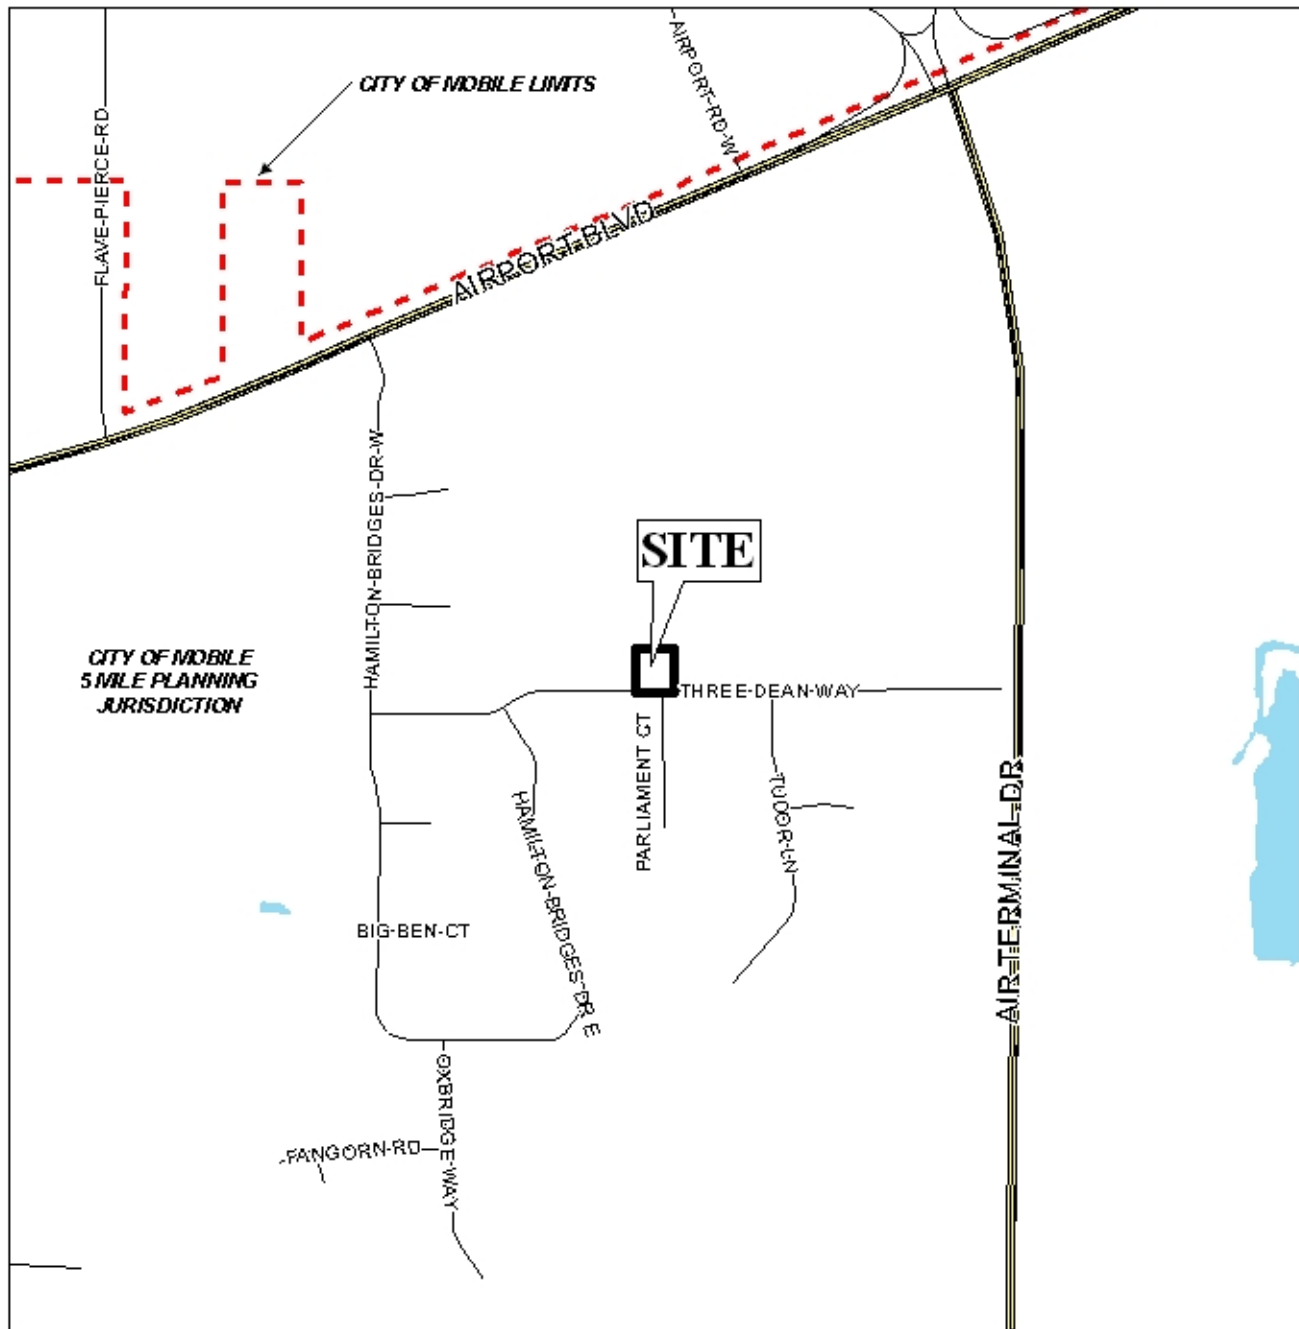 CITY OF MOBILE LIMITS
FLAVE-PIERCE-RD
AIRPORT-RD-W
AIRPORT-BLVD
HAMILTON-BRIDGES-DR-W
SITE
CITY OF MOBILE
5 MILE PLANNING
JURISDICTION
THREE-DEAN-WAY
PARLIAMENT CT
TUDOR-LN
HAMILTON-BRIDGES-DR E
AIR-TERMINAL-DR
BIG-BEN-CT
OXBRIDGE-WAY
FANGORN-RD